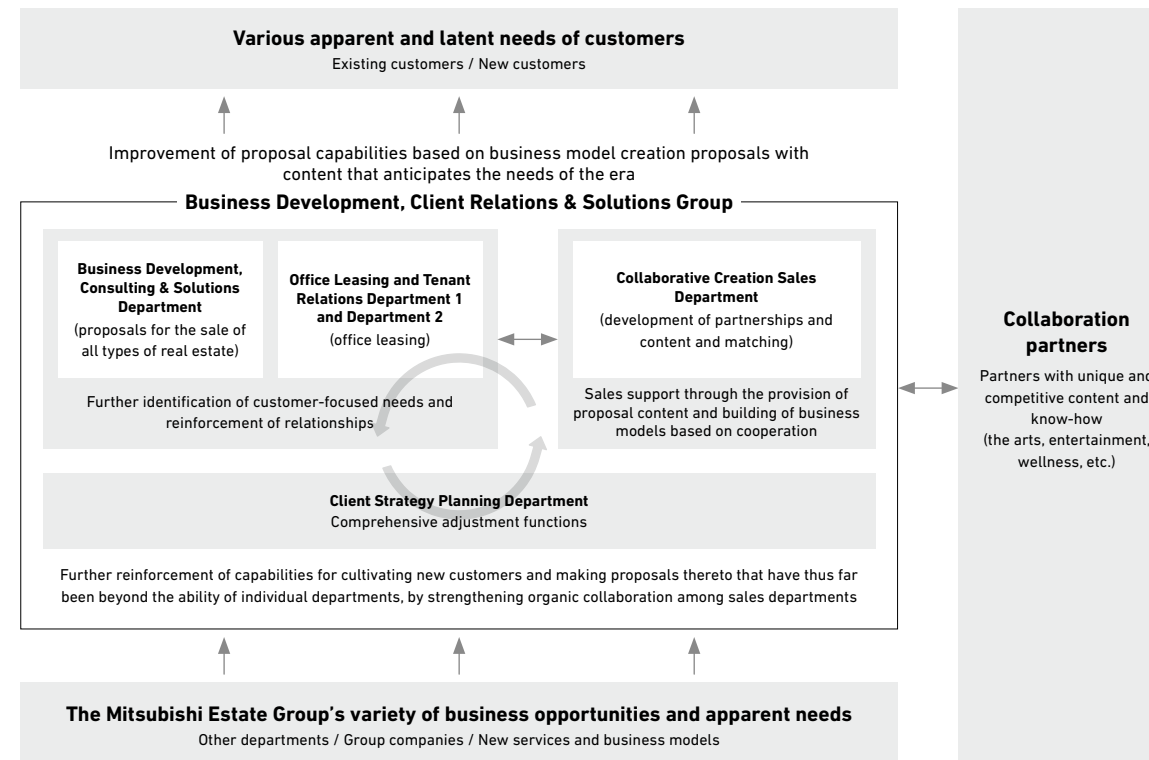 Various apparent and latent needs of customers
Existing customers / New customers
Improvement of proposal capabilities based on business model creation proposals with
content that anticipates the needs of the era
Business Development, Client Relations & Solutions Group
Business Development,
Consulting & Solutions
Department
(proposals for the sale of
all types of real estate)
Office Leasing and Tenant
Relations Department 1
and Department 2
(office leasing)
Further identification of customer-focused needs and
reinforcement of relationships
Collaborative Creation Sales
Department
(development of partnerships and
content and matching)
Sales support through the provision of
proposal content and building of business
models based on cooperation
Client Strategy Planning Department
Comprehensive adjustment functions
Further reinforcement of capabilities for cultivating new customers and making proposals thereto that have thus far
been beyond the ability of individual departments, by strengthening organic collaboration among sales departments
The Mitsubishi Estate Group's variety of business opportunities and apparent needs
Other departments / Group companies / New services and business models
Collaboration
partners
Partners with unique and
competitive content and
know-how
(the arts, entertainment,
wellness, etc.)